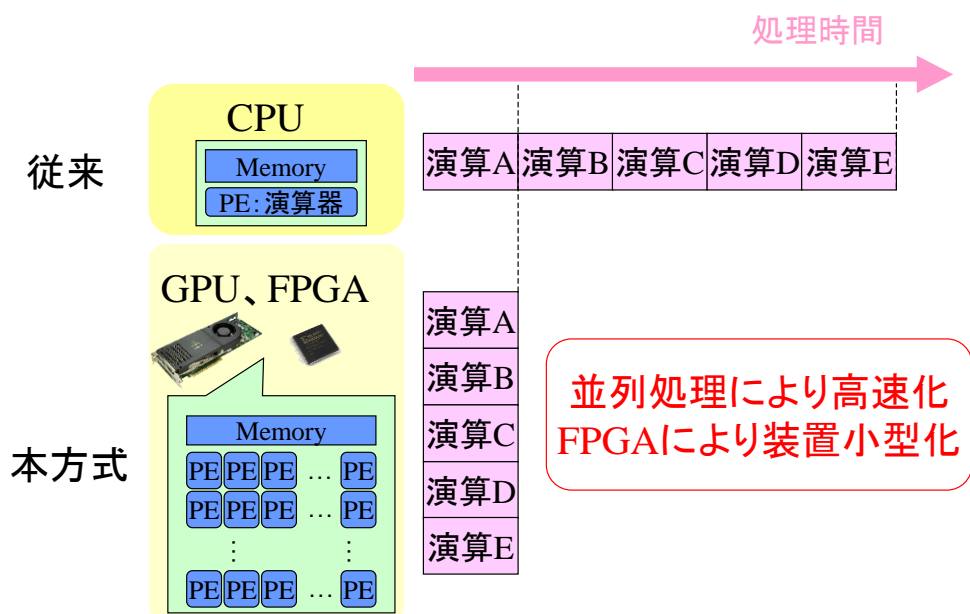 処理時間
従来
CPU
Memory
PE:演算器
演算A 演算B 演算C 演算D 演算E
本方式
GPU、FPGA
Memory
PE PE PE … PE
PE PE PE … PE
⋮ ⋮
PE PE PE … PE
演算A
演算B
演算C
演算D
演算E
並列処理により高速化
FPGAにより装置小型化